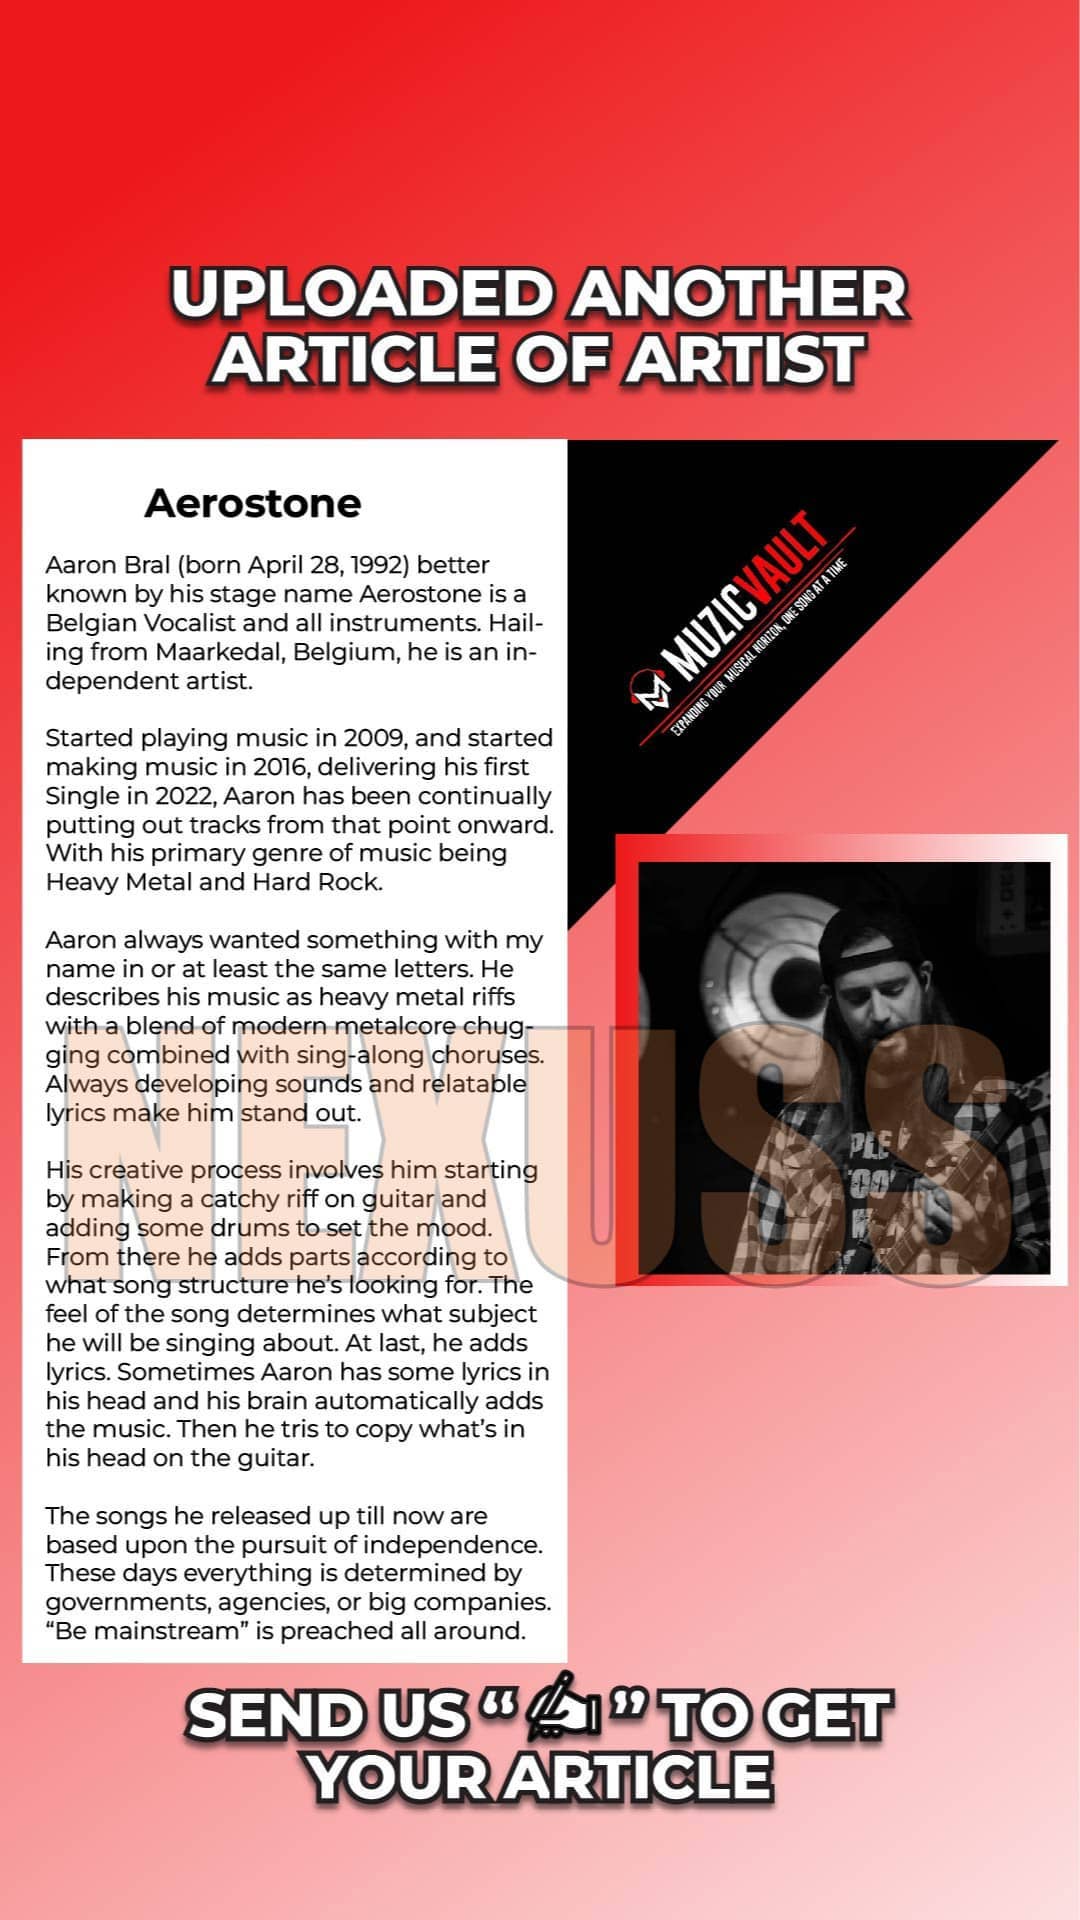 UPLOADED ANOTHER
ARTICLE OF ARTIST
Aerostone
Aaron Bral (born April 28, 1992) better
known by his stage name Aerostone is a
Belgian Vocalist and all instruments. Hail-
ing from Maarkedal, Belgium, he is an in-
dependent artist.
Started playing music in 2009, and started
making music in 2016, delivering his first
Single in 2022, Aaron has been continually
putting out tracks from that point onward.
With his primary genre of music being
Heavy Metal and Hard Rock.
Aaron always wanted something with my
name in or at least the same letters. He
describes his music as heavy metal riffs
with a blend of modern metalcore chug-
ging combined with sing-along choruses.
Always developing sounds and relatable
lyrics make him stand out.
His creative process involves him starting
by making a catchy riff on guitar and
adding some drums to set the mood.
From there he adds parts according to
what song structure he's looking for. The
feel of the song determines what subject
he will be singing about. At last, he adds
lyrics. Sometimes Aaron has some lyrics in
his head and his brain automatically adds
the music. Then he tris to copy what's in
his head on the guitar.
The songs he released up till now are
based upon the pursuit of independence.
These days everything is determined by
governments, agencies, or big companies.
“Be mainstream” is preached all around.
MUZICVAULT
EXPANDING YOUR MUSICAL HORIZON, ONE SONG AT A TIME
NEXUSS
SEND US “✍” TO GET
YOUR ARTICLE